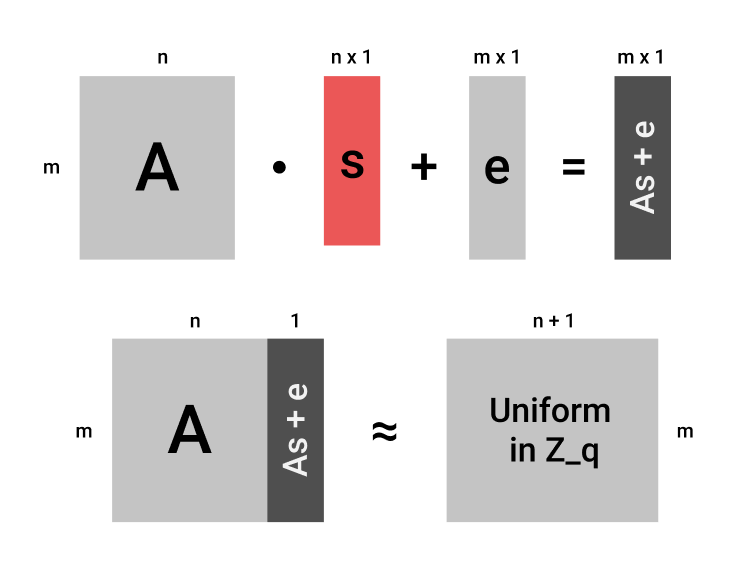 n
n x 1
m x 1
m x 1
m
A
•
s
+
e
=
As + e
n
1
n + 1
m
A
As + e
≈
Uniform
in Z_q
m